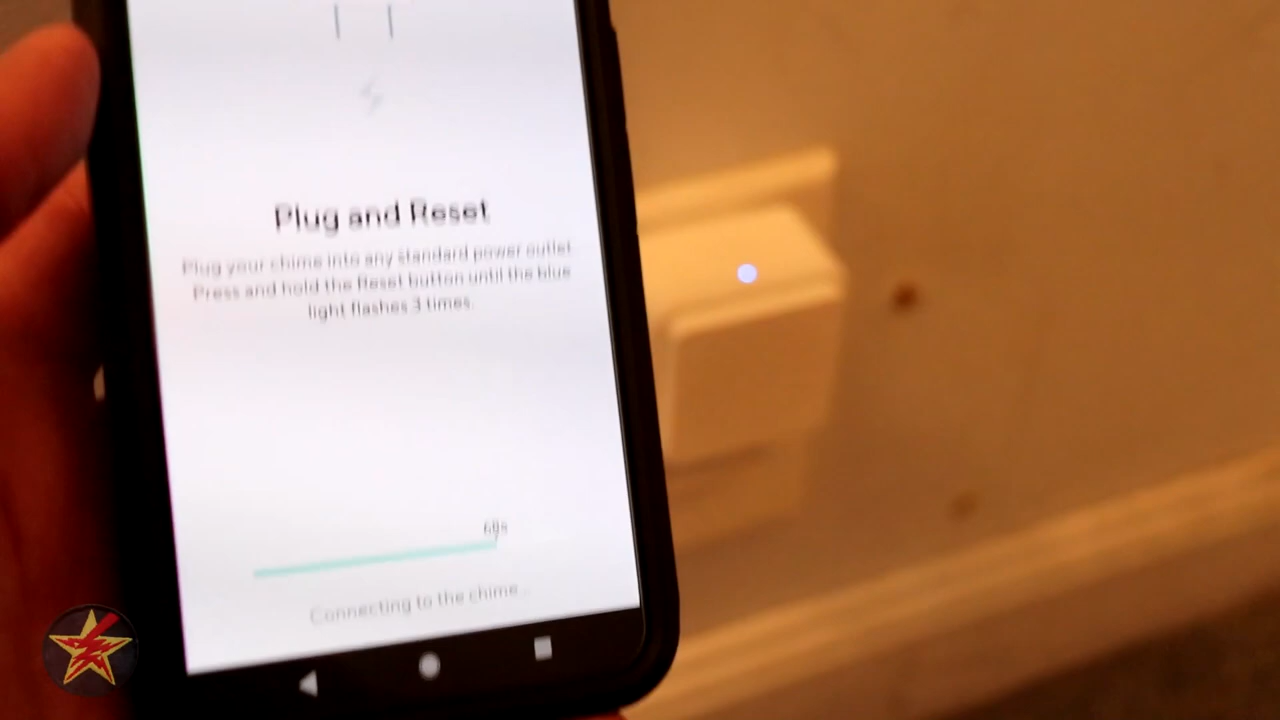 Plug and Reset
Plug your chime into any standard power outlet.
Press and hold the Reset button until the blue
light flashes 3 times.
Connecting to the chime...